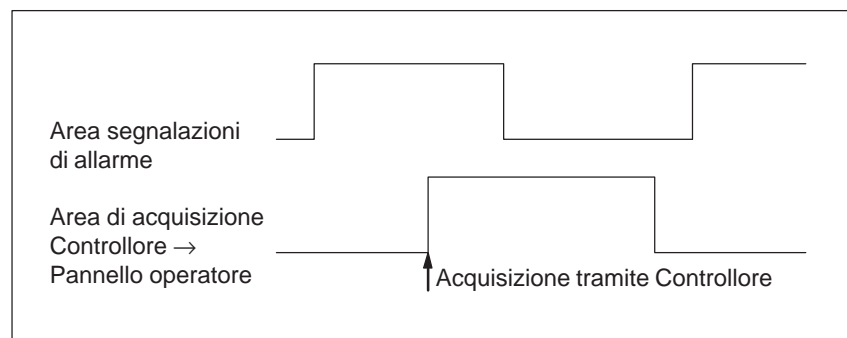 Area segnalazioni
di allarme
Area di acquisizione
Controllore →
Pannello operatore
Acquisizione tramite Controllore